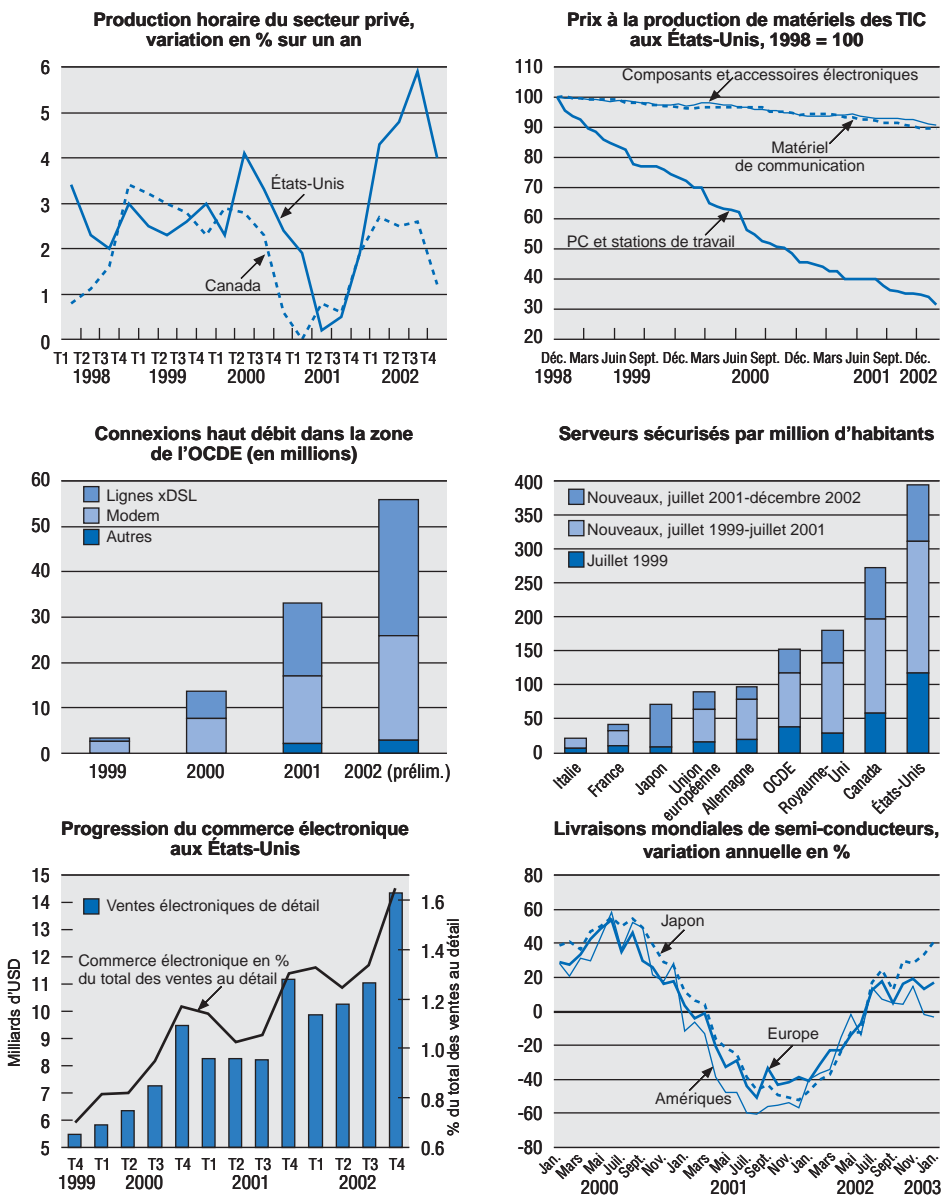 Production horaire du secteur privé,
variation en % sur un an
6
5
4
3
2
1
0
États-Unis
Canada
T1 T2 T3 T4 T1 T2 T3 T4 T1 T2 T3 T4 T1 T2 T3 T4 T1 T2 T3 T4
1998 1999 2000 2001 2002
Prix à la production de matériels des TIC
aux États-Unis, 1998 = 100
110
100
90
80
70
60
50
40
30
20
Composants et accessoires électroniques
Matériel
de communication
PC et stations de travail
Déc. Mars Juin Sept. Déc. Mars Juin Sept. Déc. Mars Juin Sept. Déc.
1998 1999 2000 2001 2002
Connexions haut débit dans la zone
de l'OCDE (en millions)
60
50
40
30
20
10
0
Lignes xDSL
Modem
Autres
1999 2000 2001 2002 (prélim.)
Serveurs sécurisés par million d'habitants
400
350
300
250
200
150
100
50
0
Nouveaux, juillet 2001-décembre 2002
Nouveaux, juillet 1999-juillet 2001
Juillet 1999
Italie
France
Japon
Union
européenne
Allemagne
OCDE
Royaume-
Uni
Canada
États-Unis
Progression du commerce électronique
aux États-Unis
Milliards d'USD
15
14
13
12
11
10
9
8
7
6
5
Ventes électroniques de détail
Commerce électronique en %
du total des ventes au détail
1.6
1.4
1.2
1.0
0.8
0.6
% du total des ventes au détail
T4 T1 T2 T3 T4 T1 T2 T3 T4 T1 T2 T3 T4
1999 2000 2001 2002
Livraisons mondiales de semi-conducteurs,
variation annuelle en %
80
60
40
20
0
-20
-40
-60
-80
Japon
Europe
Amériques
Jan. Mars Mai Juil. Sept. Nov. Jan. Mars Mai Juil. Sept. Nov. Jan. Mars Mai Juil. Sept. Nov. Jan.
2000 2001 2002 2003